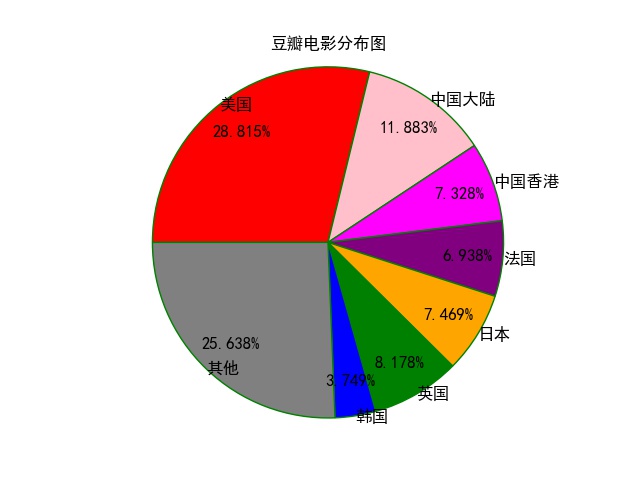 豆瓣电影分布图
美国
28.815%
中国大陆
11.883%
中国香港
7.328%
法国
6.938%
日本
7.469%
英国
8.178%
韩国
3.749%
其他
25.638%